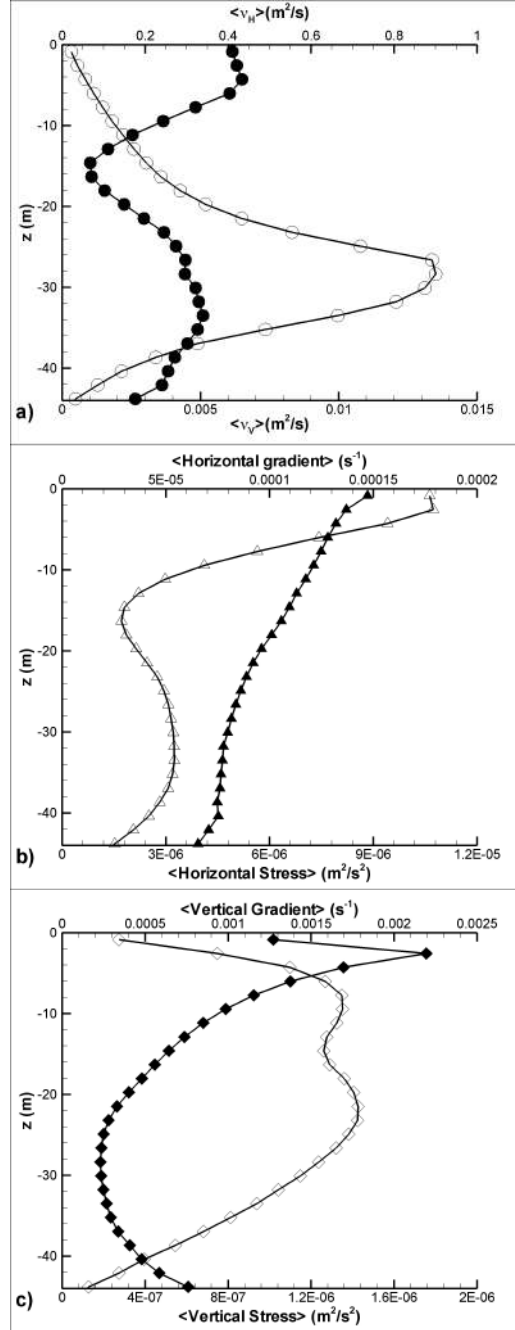 <ν_H>(m²/s)
0 0.2 0.4 0.6 0.8 1
0
-10
-20
-30
-40
z (m)
a)
0 0.005 0.01 0.015
<ν_V>(m²/s)
<Horizontal gradient> (s⁻¹)
5E-05 0.0001 0.00015 0.0002
0
-10
-20
-30
-40
z (m)
b)
0 3E-06 6E-06 9E-06 1.2E-05
<Horizontal Stress> (m²/s²)
<Vertical Gradient> (s⁻¹)
0 0.0005 0.001 0.0015 0.002 0.0025
0
-10
-20
-30
-40
z (m)
c)
0 4E-07 8E-07 1.2E-06 1.6E-06 2E-06
<Vertical Stress> (m²/s²)